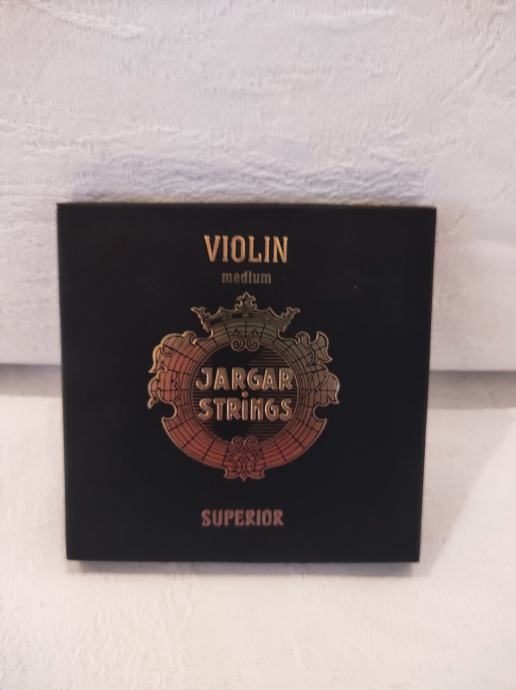 VIOLIN
medium
JARGAR
STRiNGS
SUPERIOR